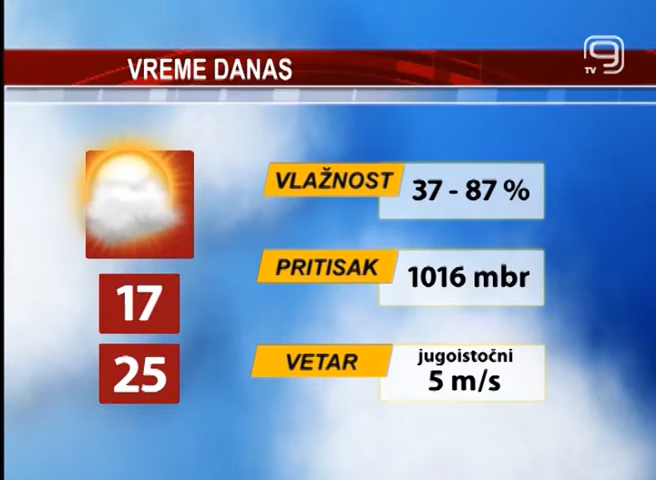 VREME DANAS
9
TV
VLAŽNOST
37 - 87 %
PRITISAK
1016 mbr
17
25
VETAR
jugoistočni
5 m/s